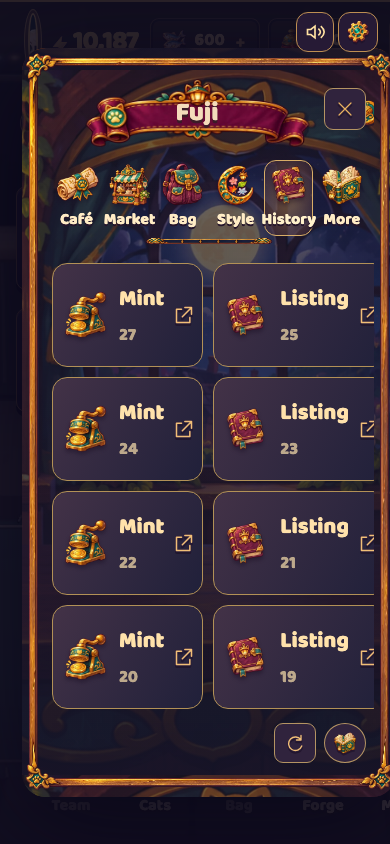 10,187
600 +
Fuji
Café Market Bag Style History More
Mint
27
Listing
25
Mint
24
Listing
23
Mint
22
Listing
21
Mint
20
Listing
19
Team Cats Bag Forge M